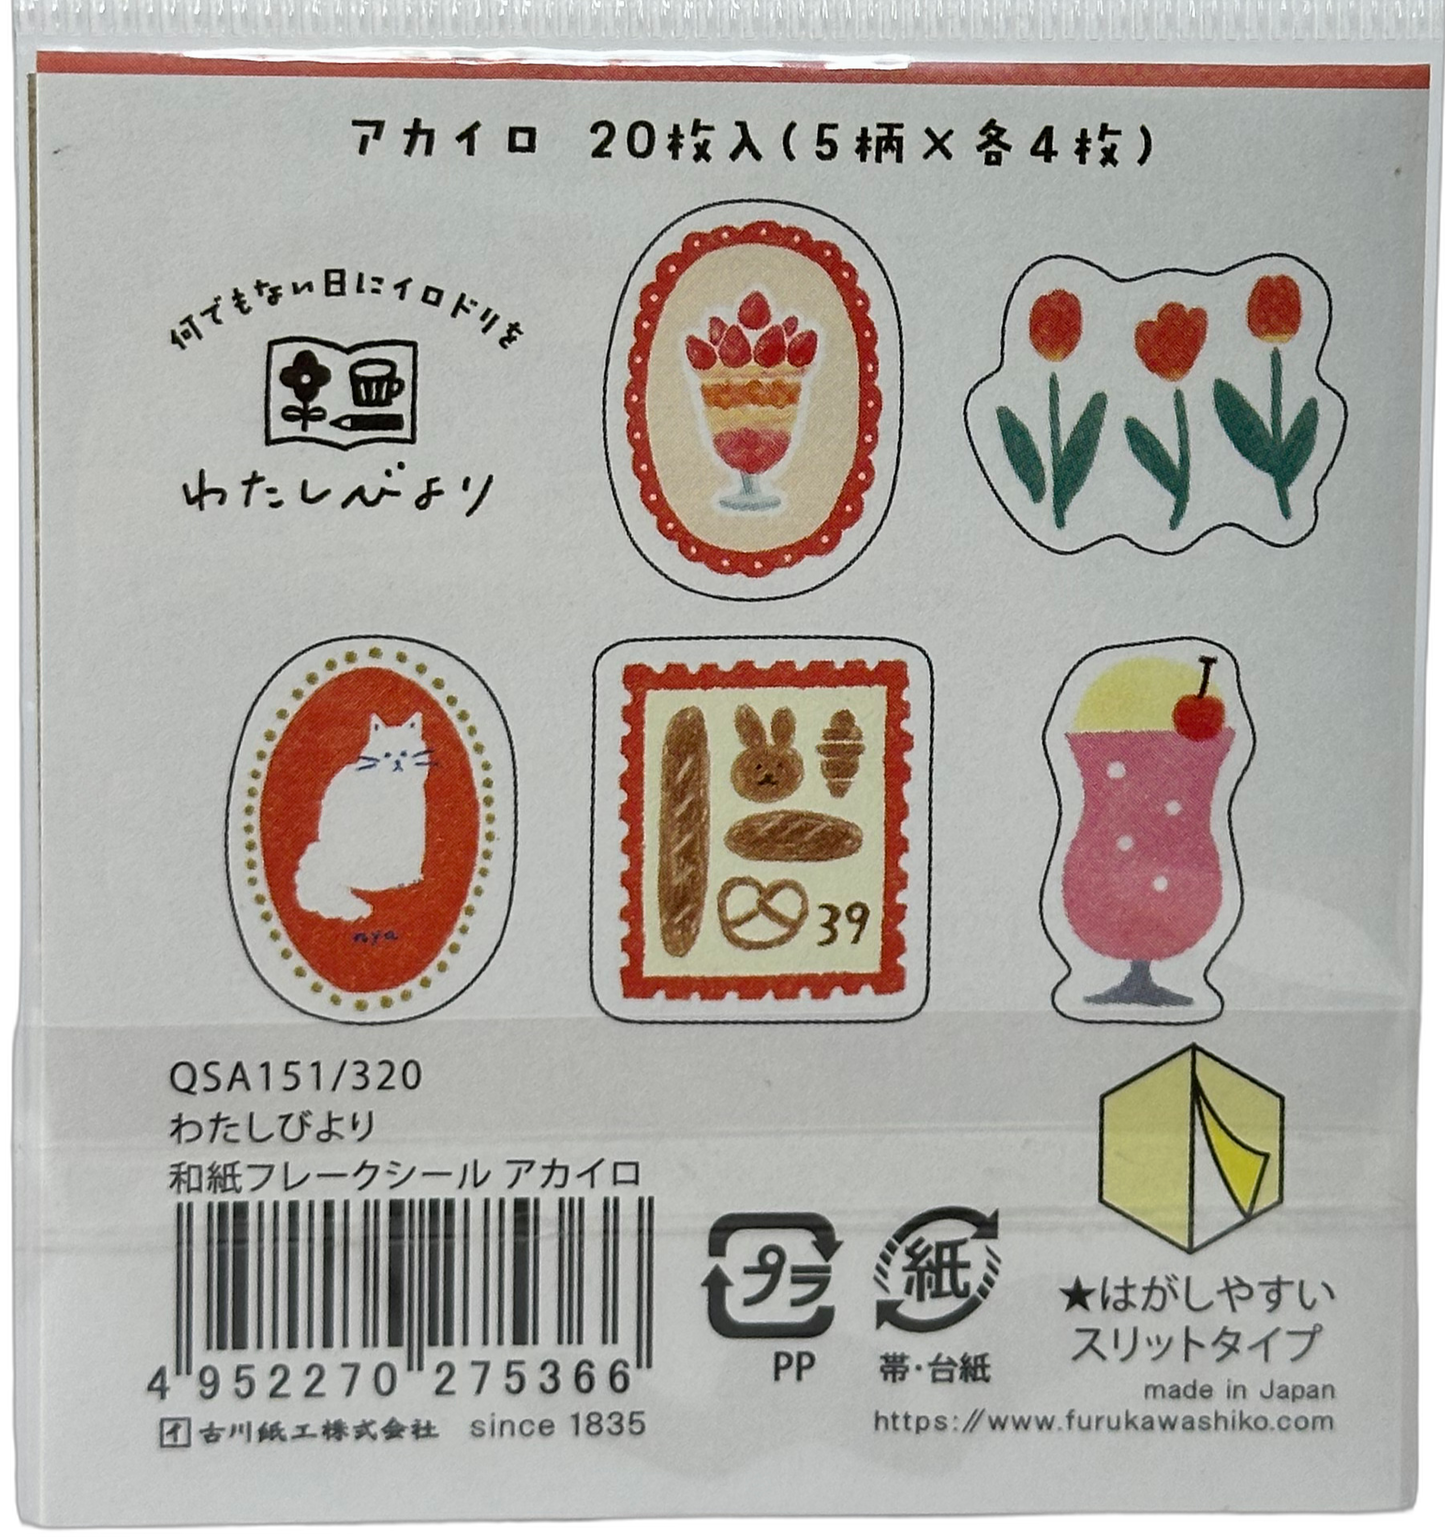 アカイロ 20枚入(5柄×各4枚)
何でもない日にイロドリを
わたしびより
nya
39
QSA151/320
わたしびより
和紙フレークシール アカイロ
4 952270 275366
イ 古川紙工株式会社 since 1835
プラ
PP
紙
帯・台紙
★はがしやすい
スリットタイプ
made in Japan
https://www.furukawashiko.com